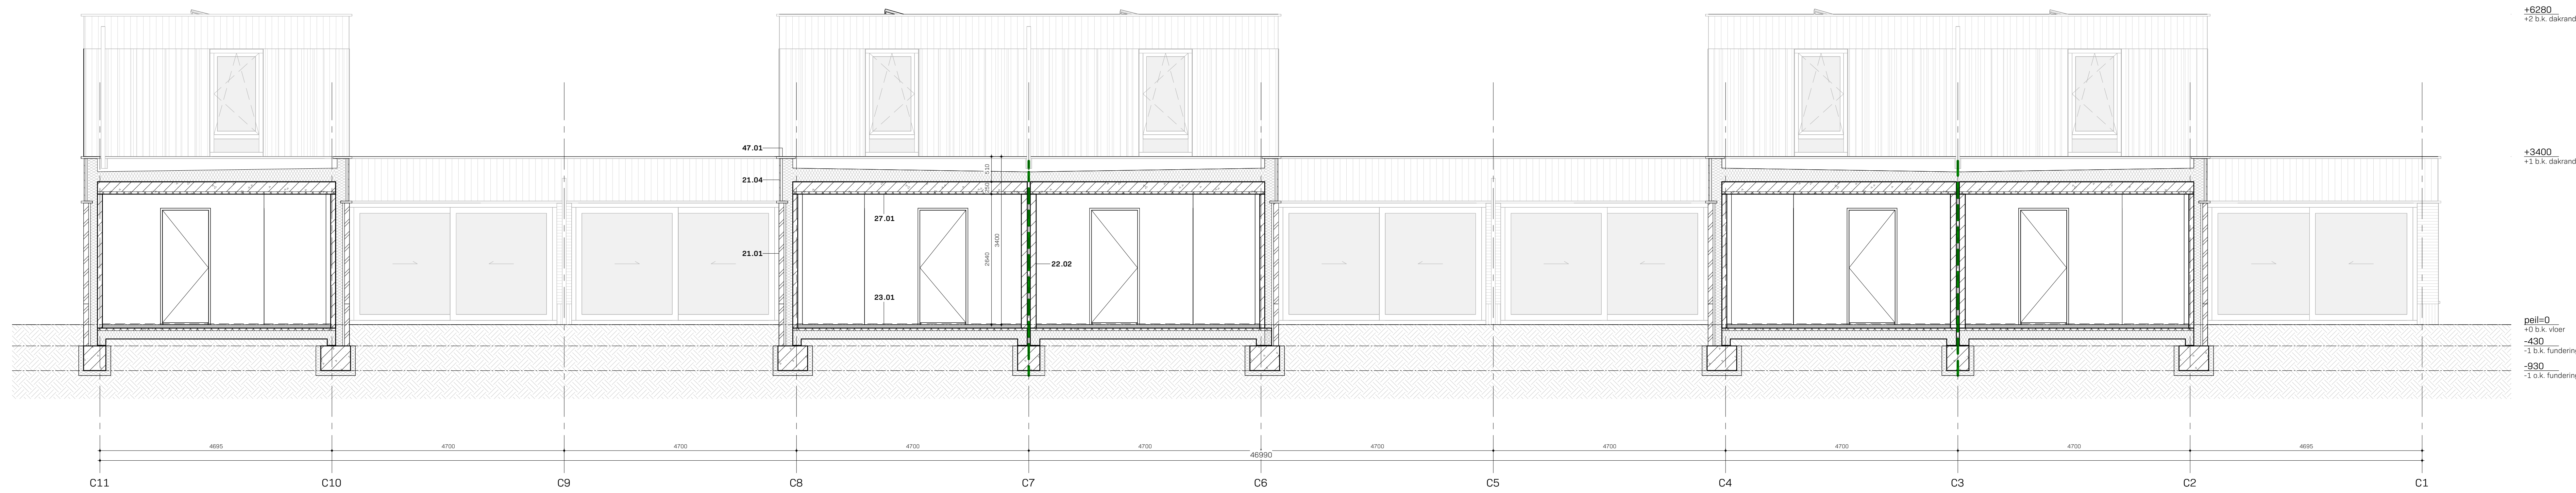 +6280
+2 b.k. dakrand
47.01
+3400
+1 b.k. dakrand
510
250
21.04
27.01
3400
2640
21.01
22.02
23.01
peil=0
+0 b.k. vloer
-430
-1 b.k. fundering
-930
-1 o.k. fundering
4695
4700
4700
4700
4700
4700
4700
4700
4700
4695
46990
C11
C10
C9
C8
C7
C6
C5
C4
C3
C2
C1